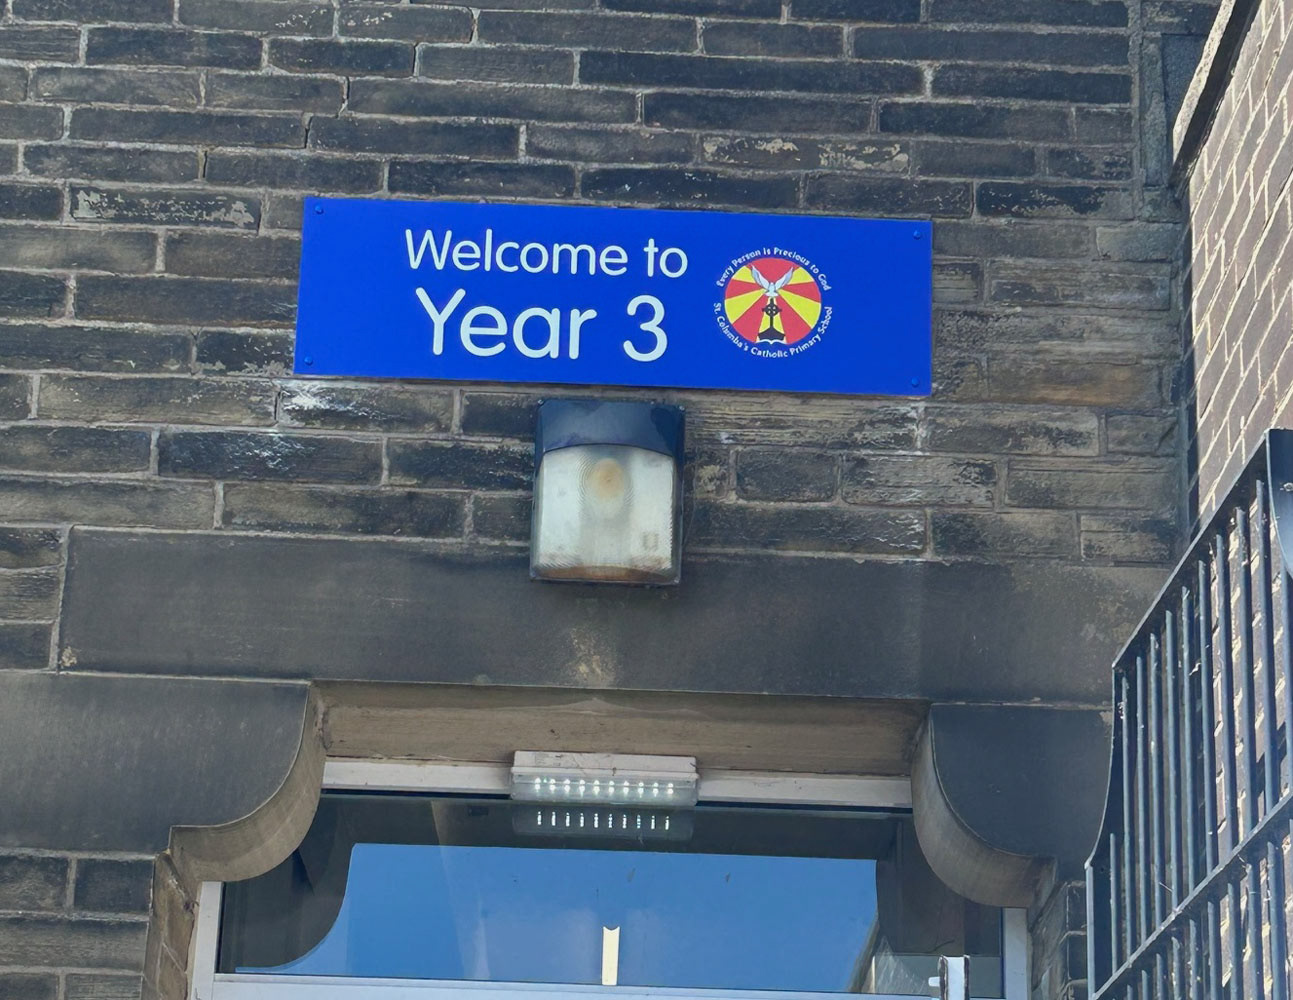 Welcome to
Year 3
Every Person is Precious to God
St. Columba's Catholic Primary School